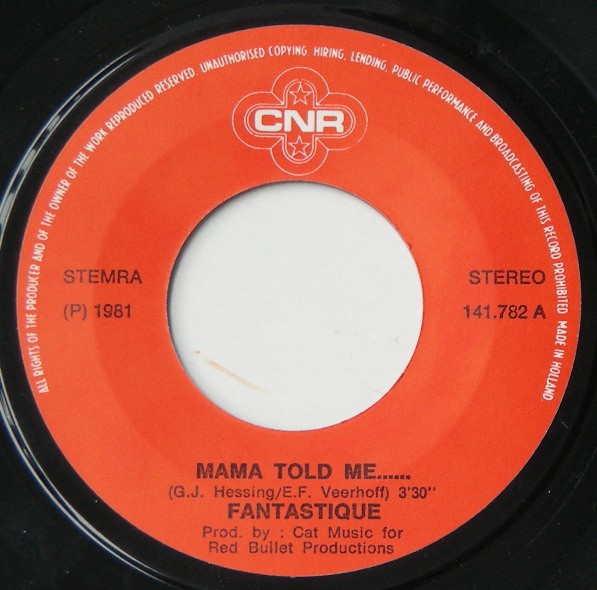 ALL RIGHTS OF THE PRODUCER AND OF THE OWNER OF THE WORK REPRODUCED RESERVED. UNAUTHORISED COPYING, HIRING, LENDING, PUBLIC PERFORMANCE AND BROADCASTING OF THIS RECORD PROHIBITED. MADE IN HOLLAND.
CNR
STEMRA
(P) 1981
STEREO
141.782 A
MAMA TOLD ME......
(G.J. Hessing/E.F. Veerhoff) 3'30"
FANTASTIQUE
Prod. by : Cat Music for
Red Bullet Productions